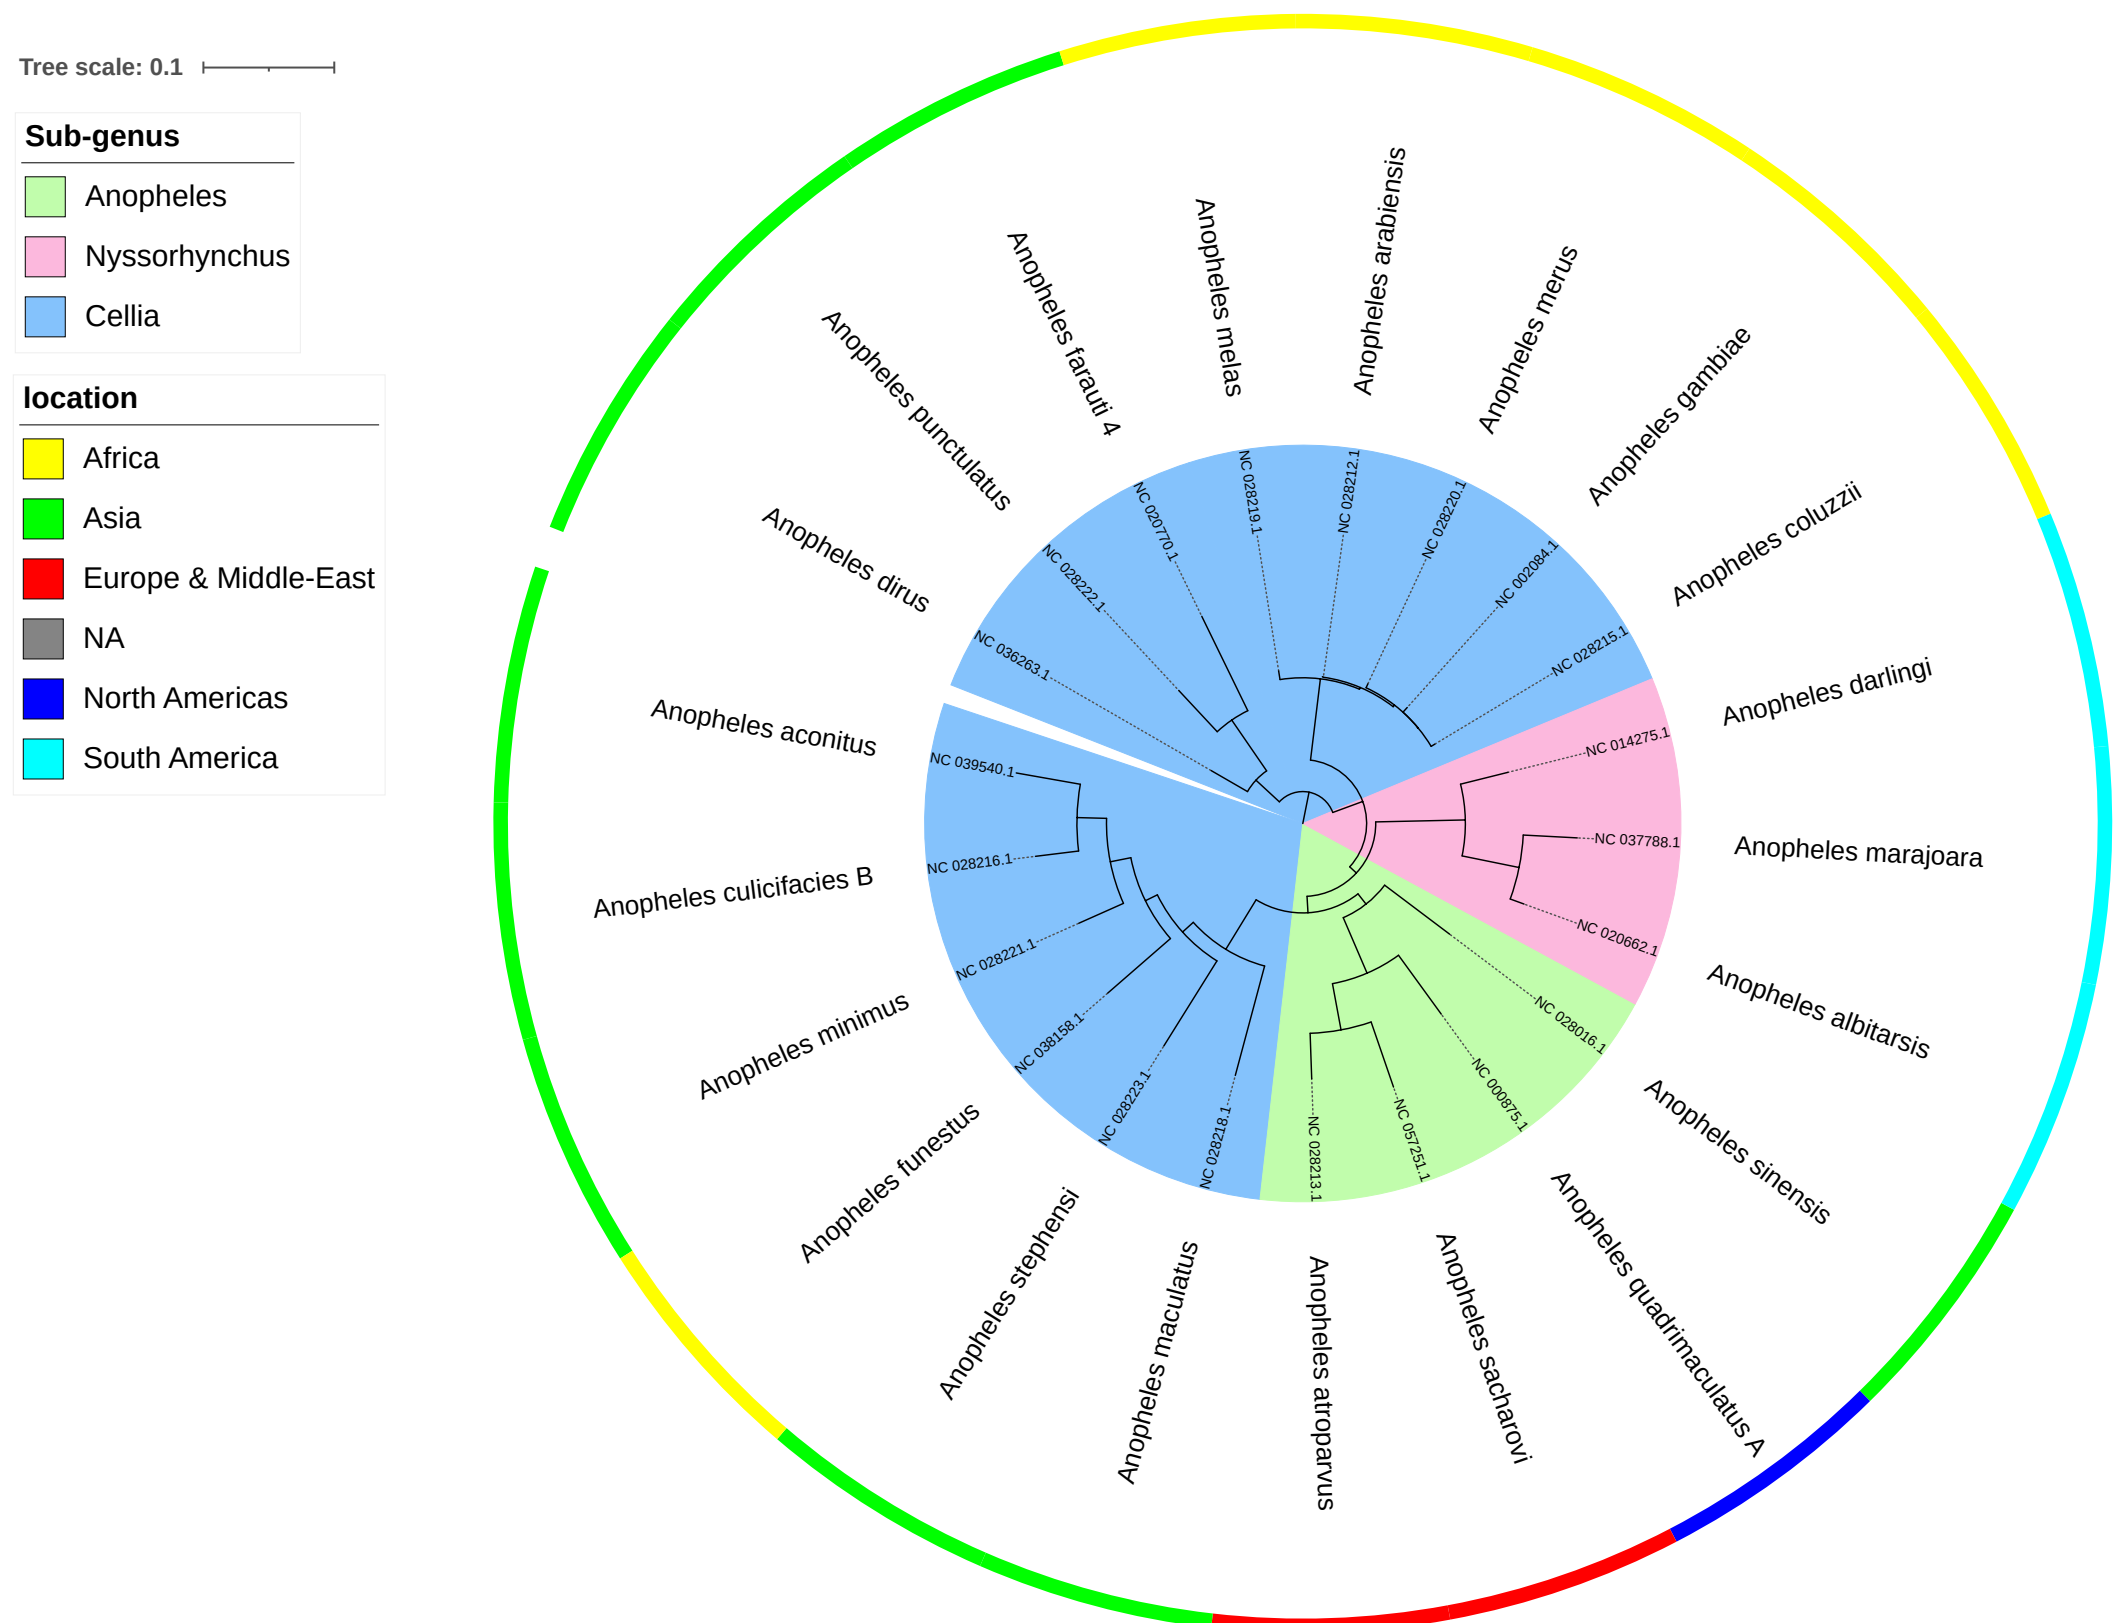 Tree scale: 0.1
Sub-genus
Anopheles
Nyssorhynchus
Cellia
location
Africa
Asia
Europe & Middle-East
NA
North Americas
South America
Anopheles dirus
Anopheles punctulatus
Anopheles farauti 4
Anopheles melas
Anopheles arabiensis
Anopheles merus
Anopheles gambiae
Anopheles coluzzii
Anopheles darlingi
Anopheles marajoara
Anopheles albitarsis
Anopheles sinensis
Anopheles quadrimaculatus A
Anopheles sacharovi
Anopheles atroparvus
Anopheles maculatus
Anopheles stephensi
Anopheles funestus
Anopheles minimus
Anopheles culicifacies B
Anopheles aconitus
NC 036263.1
NC 028222.1
NC 020770.1
NC 028219.1
NC 028212.1
NC 028220.1
NC 002084.1
NC 028215.1
NC 014275.1
NC 037788.1
NC 020662.1
NC 028016.1
NC 000875.1
NC 057251.1
NC 028213.1
NC 028218.1
NC 028223.1
NC 038158.1
NC 028221.1
NC 028216.1
NC 039540.1